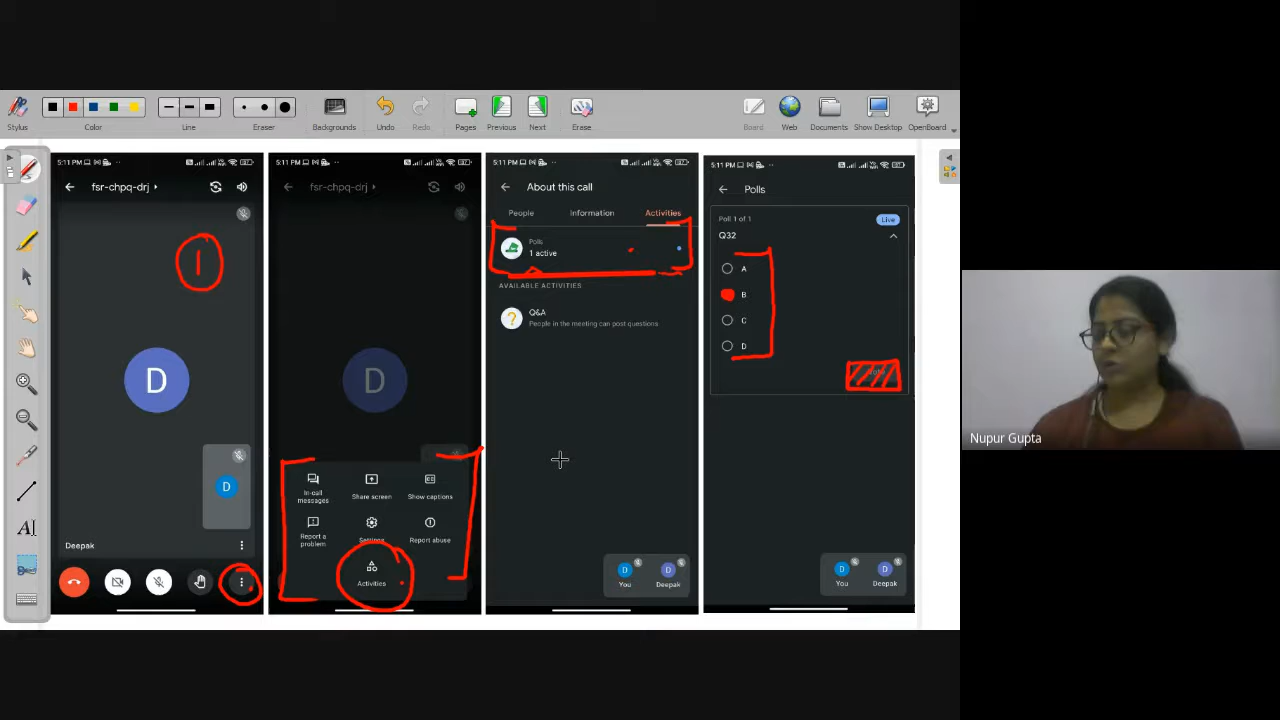 Stylus
Color
Line
Eraser
Backgrounds
Undo
Redo
Pages
Previous
Next
Erase
Board
Web
Documents
Show Desktop
OpenBoard
5:11 PM
fsr-chpq-drj
1
D
D
Deepak
5:11 PM
fsr-chpq-drj
D
In-call
messages
Share screen
Show captions
Report a
problem
Settings
Report abuse
Activities
5:11 PM
About this call
People
Information
Activities
Polls
1 active
AVAILABLE ACTIVITIES
Q&A
People in the meeting can post questions
D
D
You
Deepak
5:11 PM
Polls
Poll 1 of 1
Live
Q32
A
B
C
D
D
D
You
Deepak
Nupur Gupta